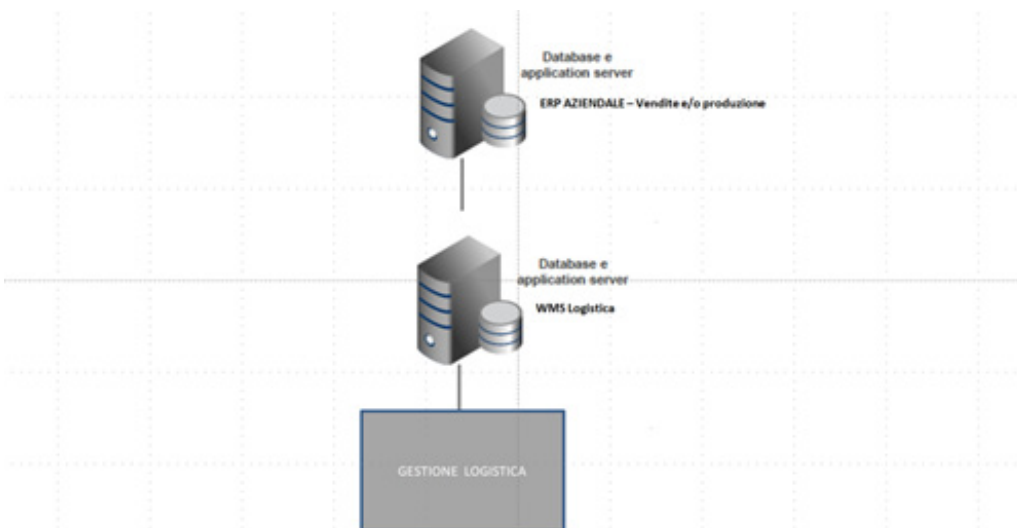 Database e
application server
ERP AZIENDALE – Vendite e/o produzione
Database e
application server
WMS Logistica
GESTIONE LOGISTICA